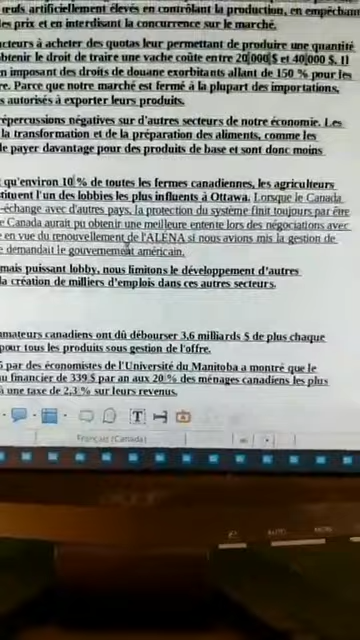 œufs artificiellement élevés en contrôlant la production, en empêchant
les prix et en interdisant la concurrence sur le marché.
cteurs à acheter des quotas leur permettant de produire une quantité
btenir le droit de traire une vache coûte entre 20 000 $ et 40 000 $. Il
n imposant des droits de douane exorbitants allant de 150 % pour les
re. Parce que notre marché est fermé à la plupart des importations,
s autorisés à exporter leurs produits.
répercussions négatives sur d'autres secteurs de notre économie. Les
la transformation et de la préparation des aliments, comme les
le payer davantage pour des produits de base et sont donc moins
qu'environ 10 % de toutes les fermes canadiennes, les agriculteurs
tituent l'un des lobbies les plus influents à Ottawa. Lorsque le Canada
-échange avec d'autres pays, la protection du système finit toujours par être
e Canada aurait pu obtenir une meilleure entente lors des négociations avec
e en vue du renouvellement de l'ALÉNA si nous avions mis la gestion de
e demandait le gouvernement américain.
mais puissant lobby, nous limitons le développement d'autres
la création de milliers d'emplois dans ces autres secteurs.
mateurs canadiens ont dû débourser 3,6 milliards $ de plus chaque
pour tous les produits sous gestion de l'offre.
5 par des économistes de l'Université du Manitoba a montré que le
u financier de 339 $ par an aux 20 % des ménages canadiens les plus
à une taxe de 2,3 % sur leurs revenus.
T
Français (Canada)
AUTO
MENU